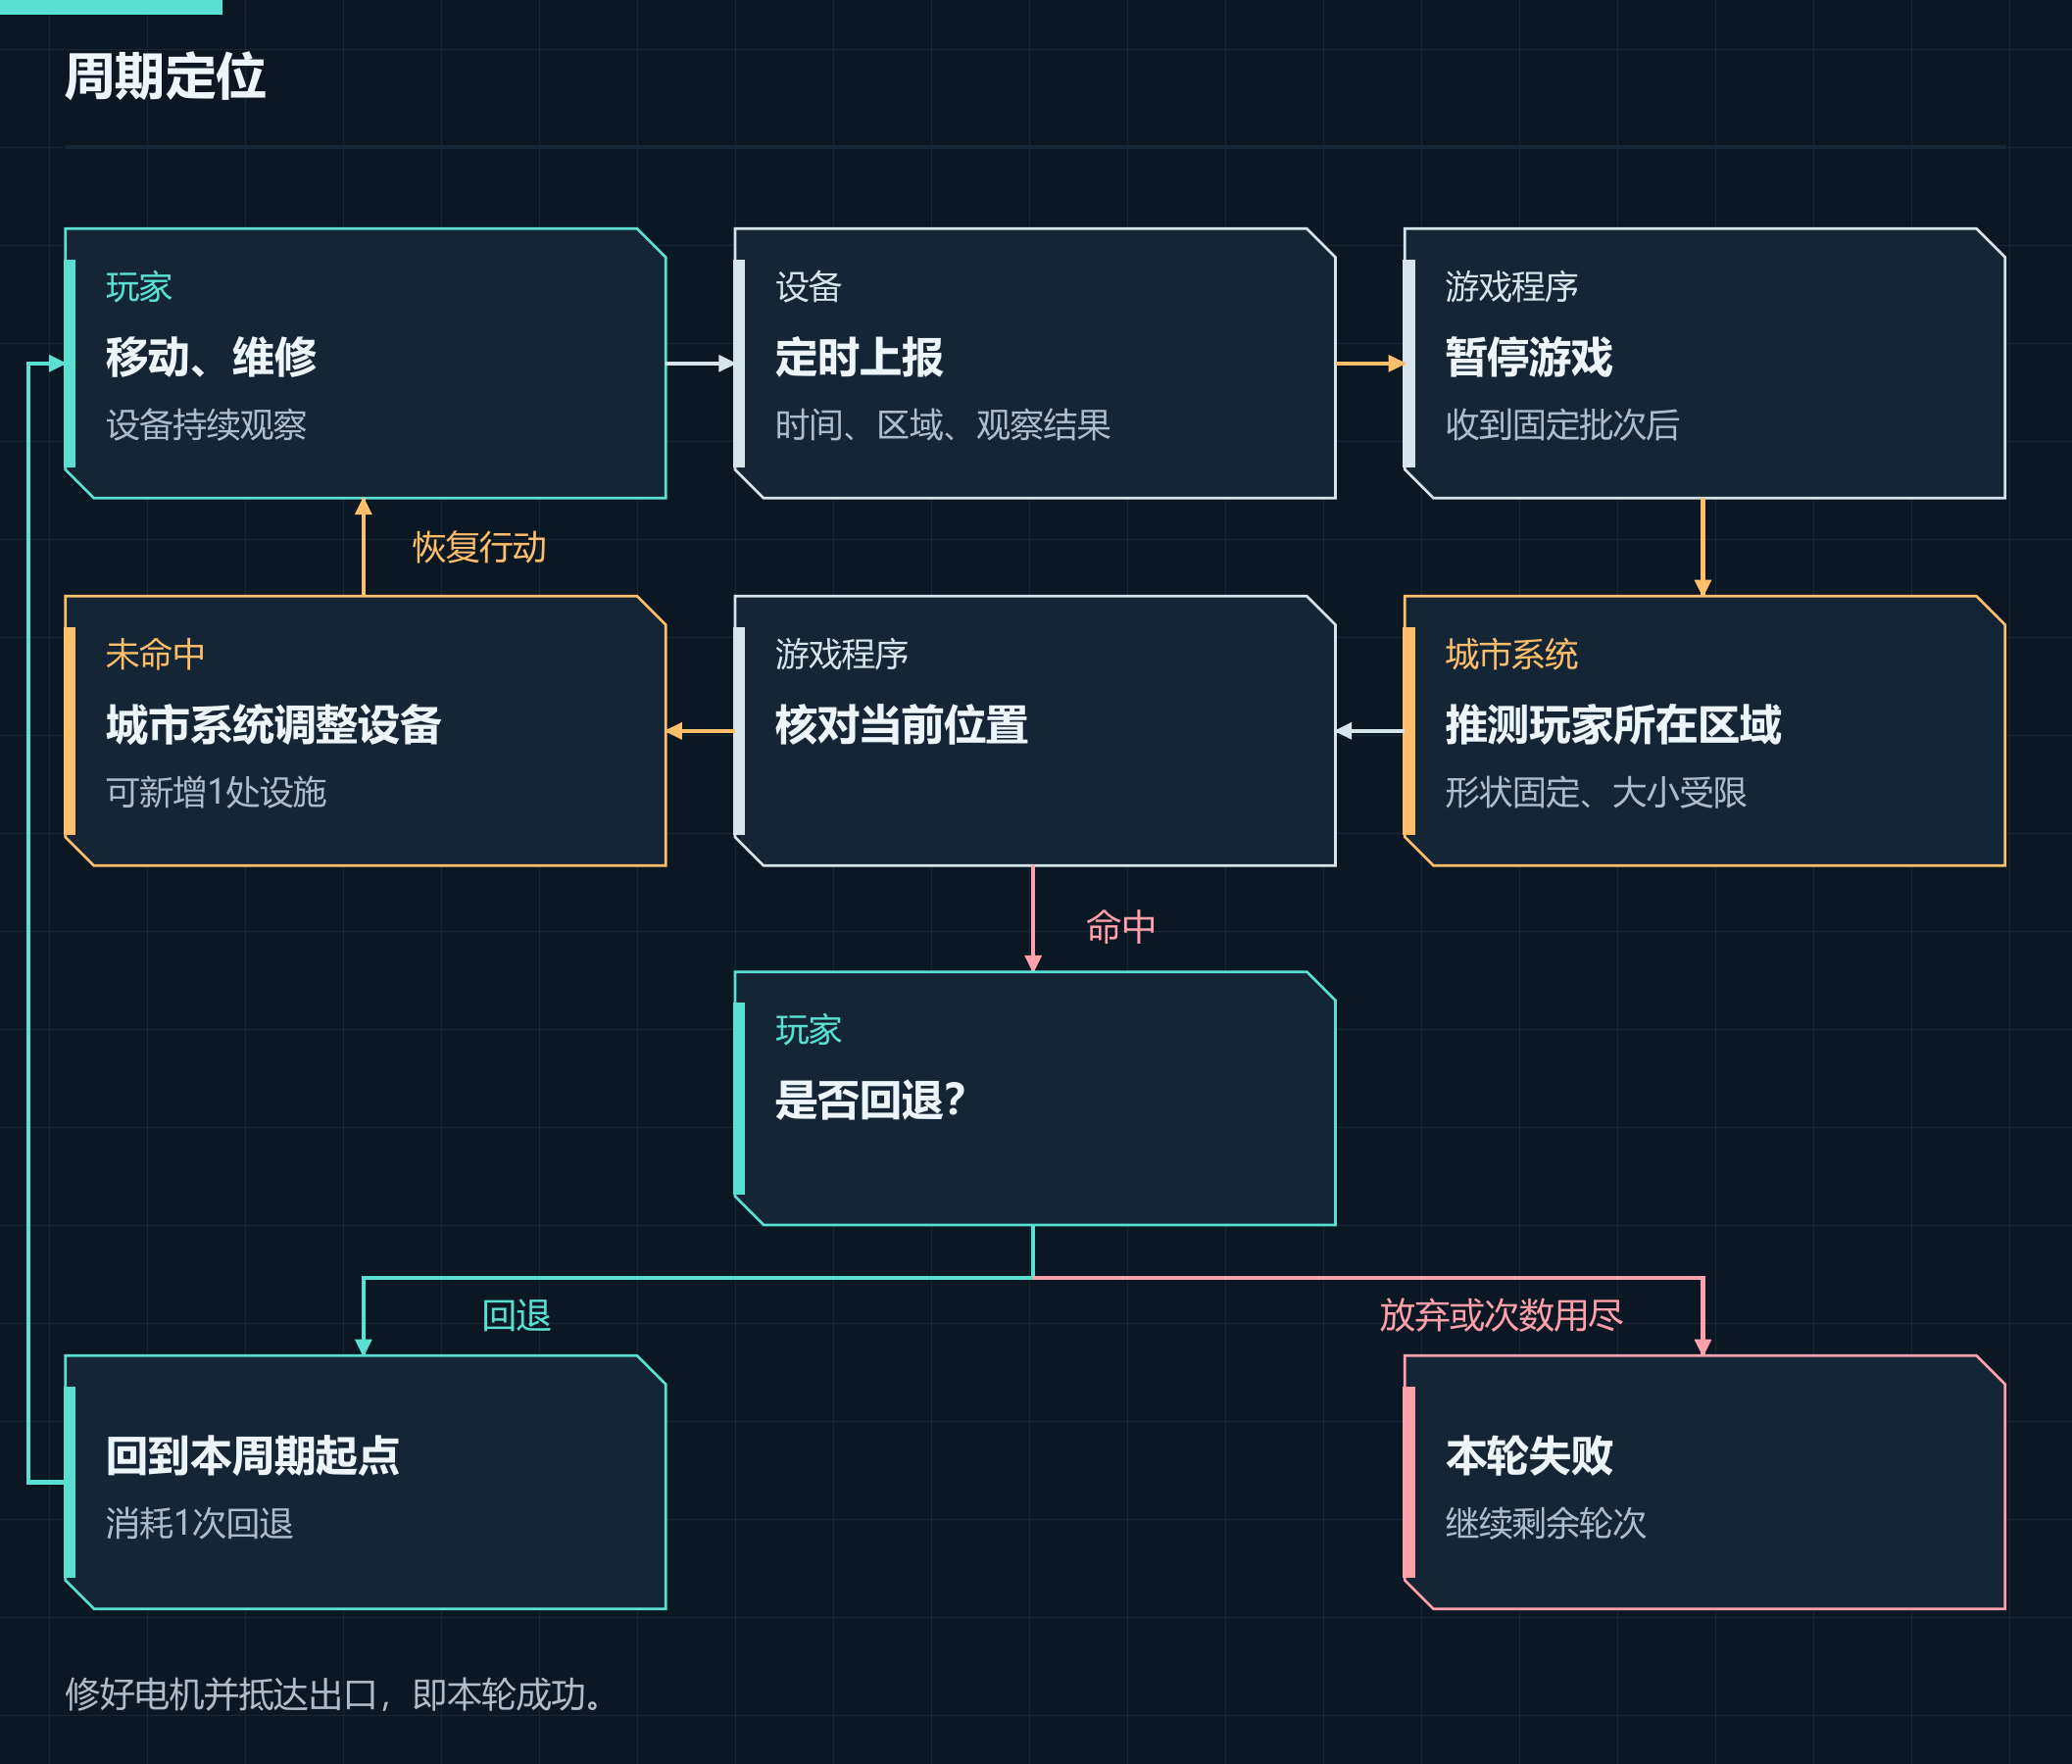 周期定位
玩家
移动、维修
设备持续观察
设备
定时上报
时间、区域、观察结果
游戏程序
暂停游戏
收到固定批次后
恢复行动
未命中
城市系统调整设备
可新增1处设施
游戏程序
核对当前位置
城市系统
推测玩家所在区域
形状固定、大小受限
命中
玩家
是否回退？
回退
放弃或次数用尽
回到本周期起点
消耗1次回退
本轮失败
继续剩余轮次
修好电机并抵达出口，即本轮成功。